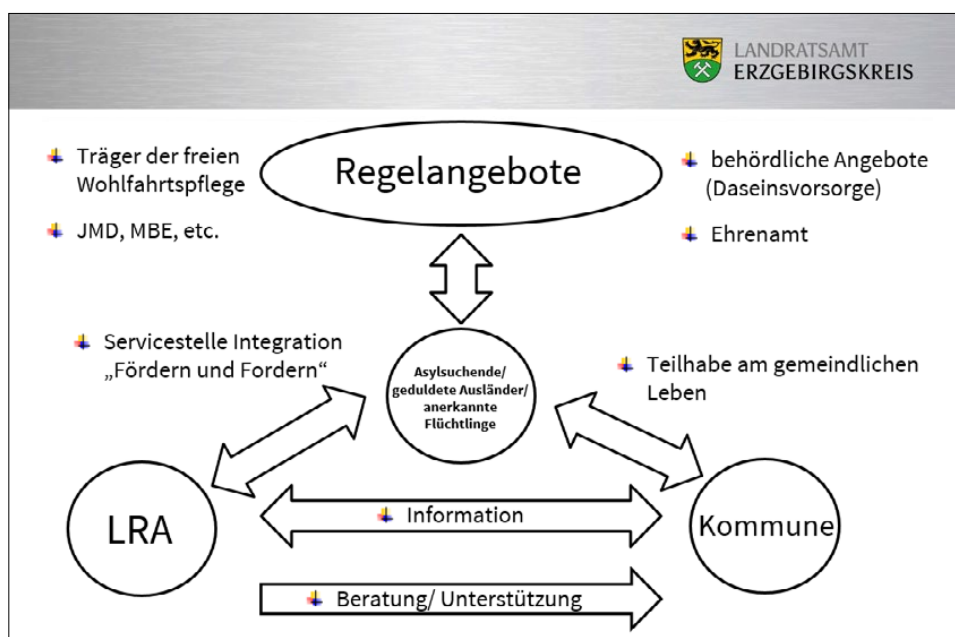 LANDRATSAMT
ERZGEBIRGSKREIS
Träger der freien
Wohlfahrtspflege
JMD, MBE, etc.
Regelangebote
behördliche Angebote
(Daseinsvorsorge)
Ehrenamt
Servicestelle Integration
„Fördern und Fordern“
Asylsuchende/
geduldete Ausländer/
anerkannte
Flüchtlinge
Teilhabe am gemeindlichen
Leben
LRA
Information
Kommune
Beratung/ Unterstützung